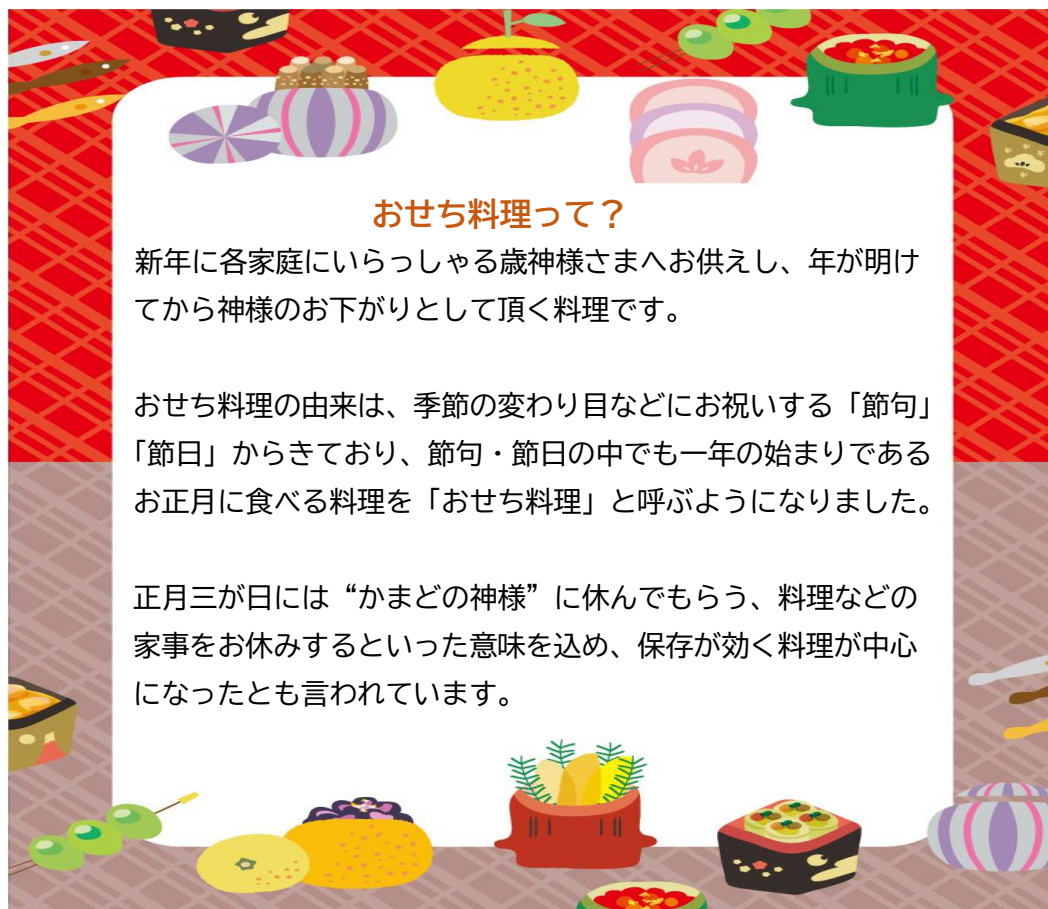 おせち料理って？
新年に各家庭にいらっしゃる歳神様さまへお供えし、年が明け
てから神様のお下がりとして頂く料理です。
おせち料理の由来は、季節の変わり目などにお祝いする「節句」
「節日」からきており、節句・節日の中でも一年の始まりである
お正月に食べる料理を「おせち料理」と呼ぶようになりました。
正月三が日には“かまどの神様”に休んでもらう、料理などの
家事をお休みするといった意味を込め、保存が効く料理が中心
になったとも言われています。